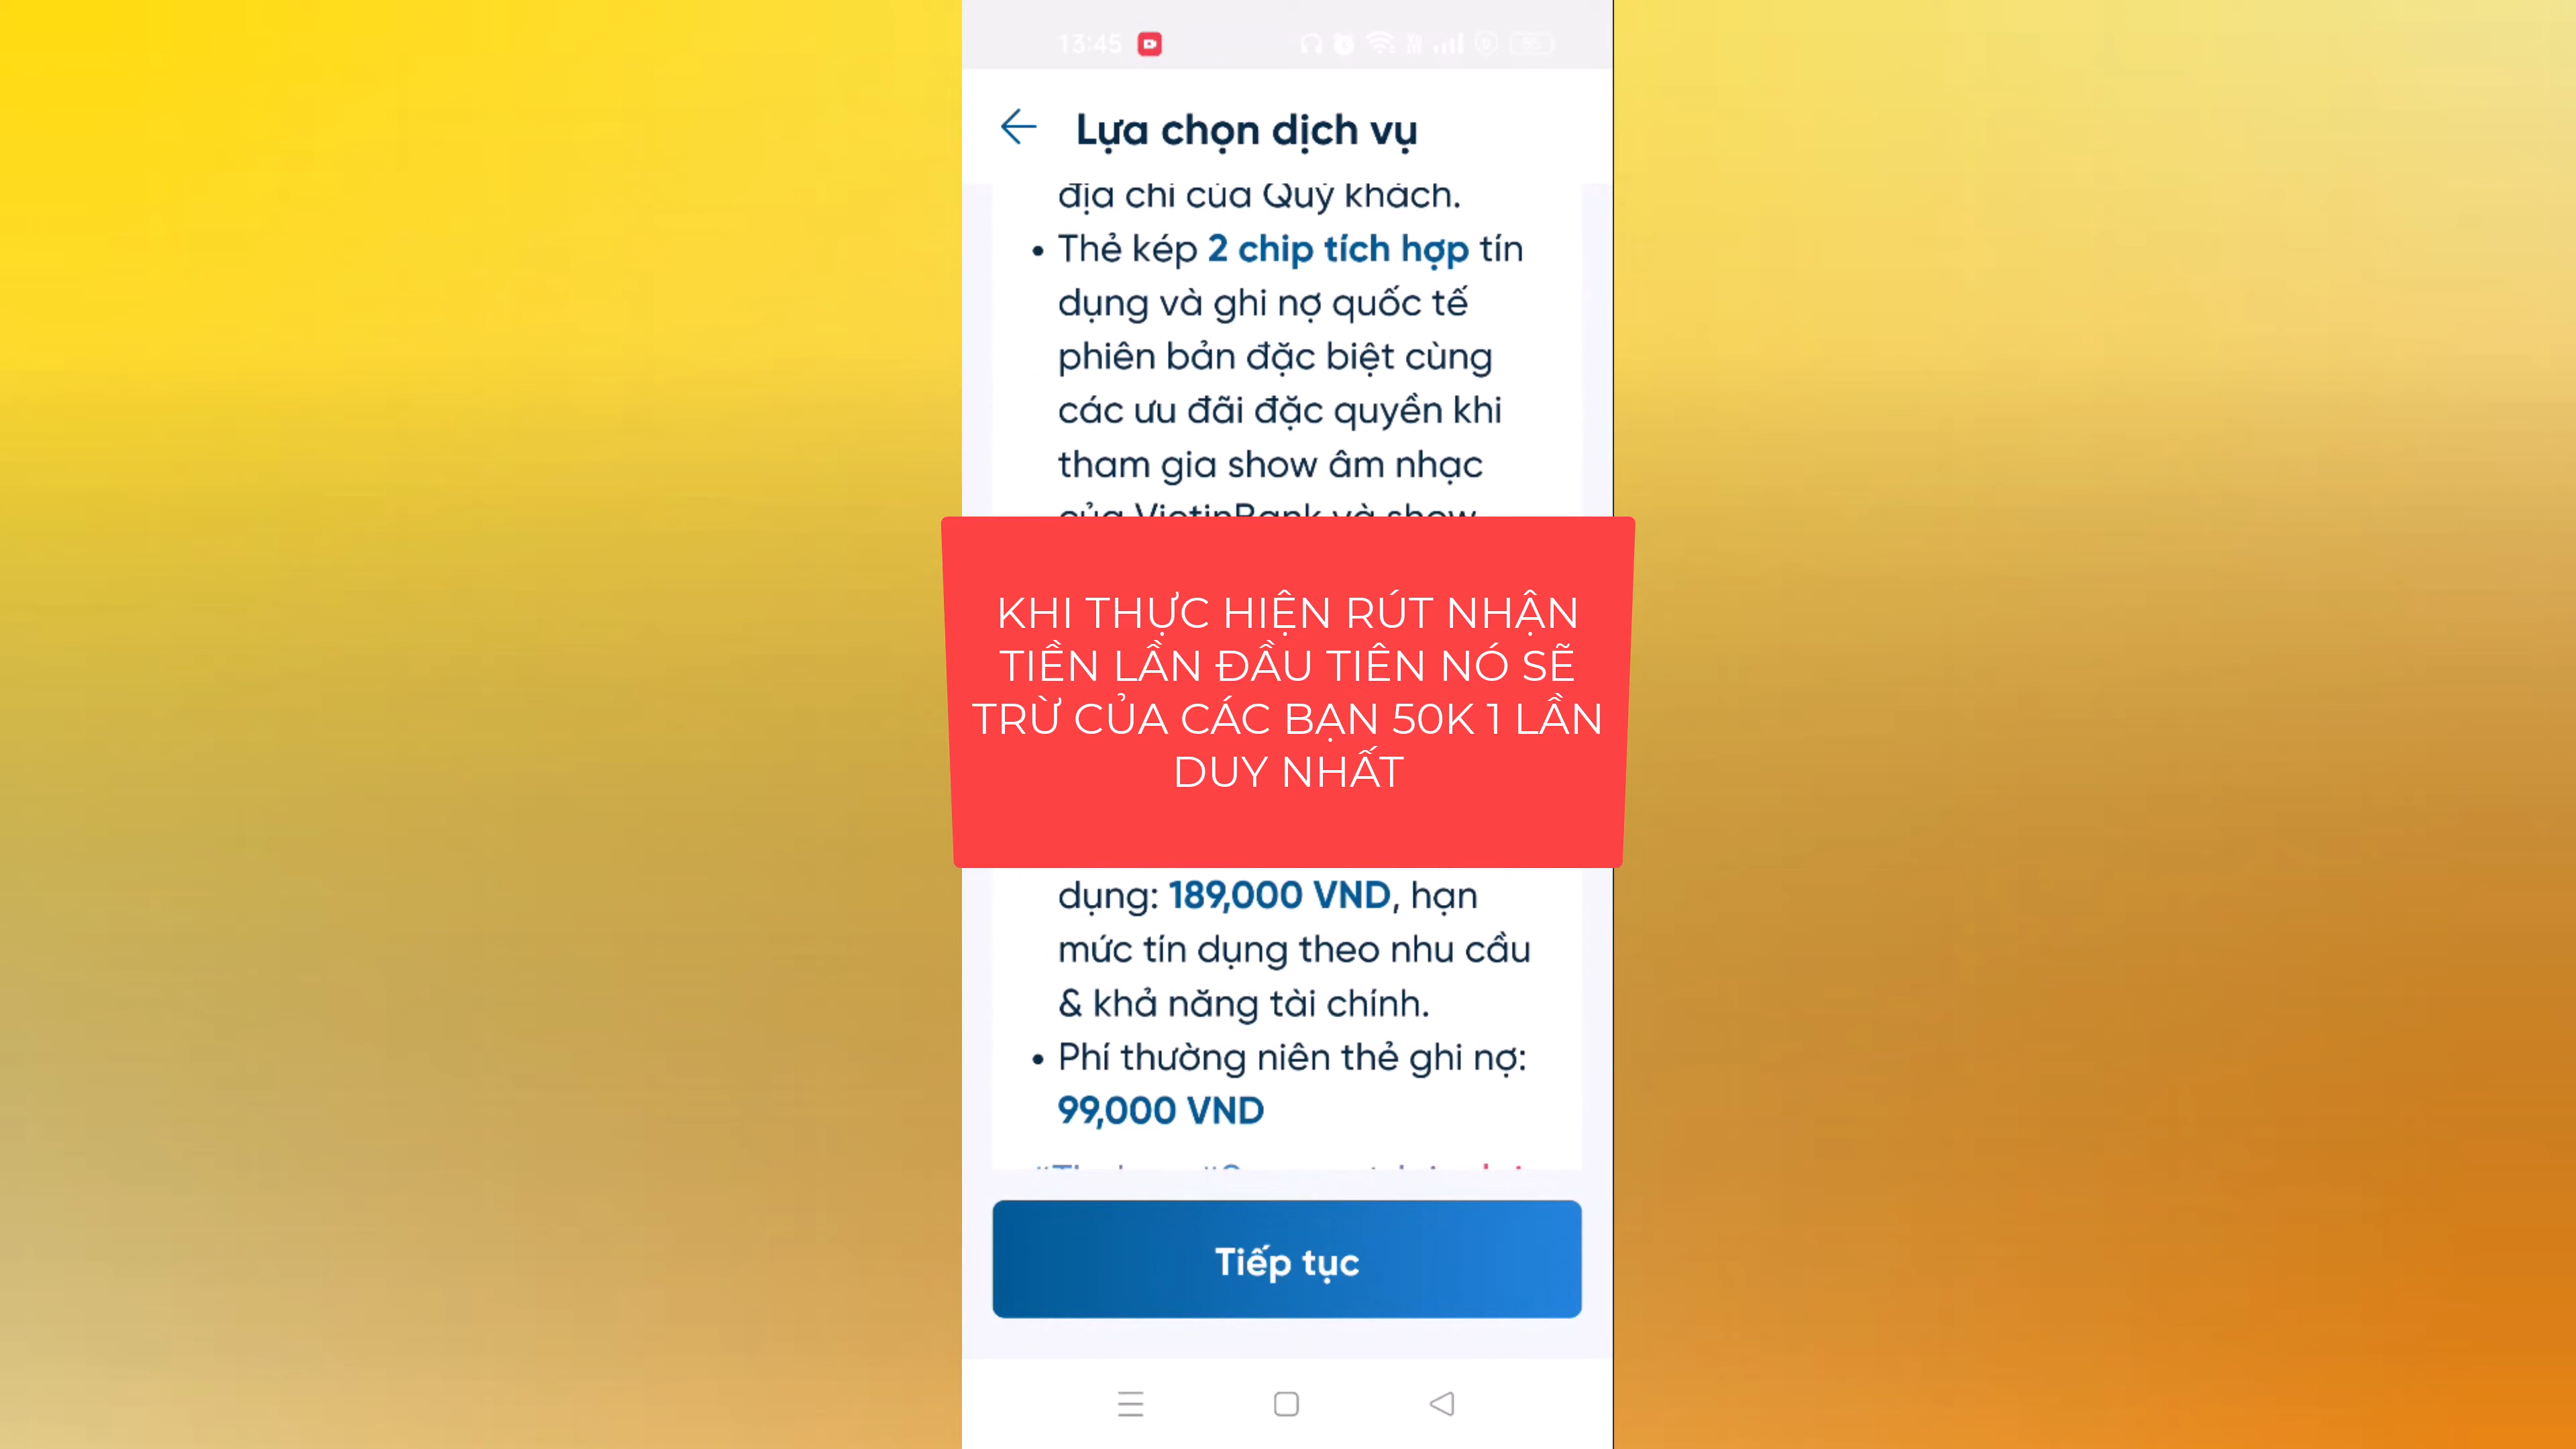 13:45
Lựa chọn dịch vụ
địa chỉ của Quý khách.
• Thẻ kép 2 chip tích hợp tín
dụng và ghi nợ quốc tế
phiên bản đặc biệt cùng
các ưu đãi đặc quyền khi
tham gia show âm nhạc
của VietinBank và show
KHI THỰC HIỆN RÚT NHẬN
TIỀN LẦN ĐẦU TIÊN NÓ SẼ
TRỪ CỦA CÁC BẠN 50K 1 LẦN
DUY NHẤT
dụng: 189,000 VND, hạn
mức tín dụng theo nhu cầu
& khả năng tài chính.
• Phí thường niên thẻ ghi nợ:
99,000 VND
Tiếp tục